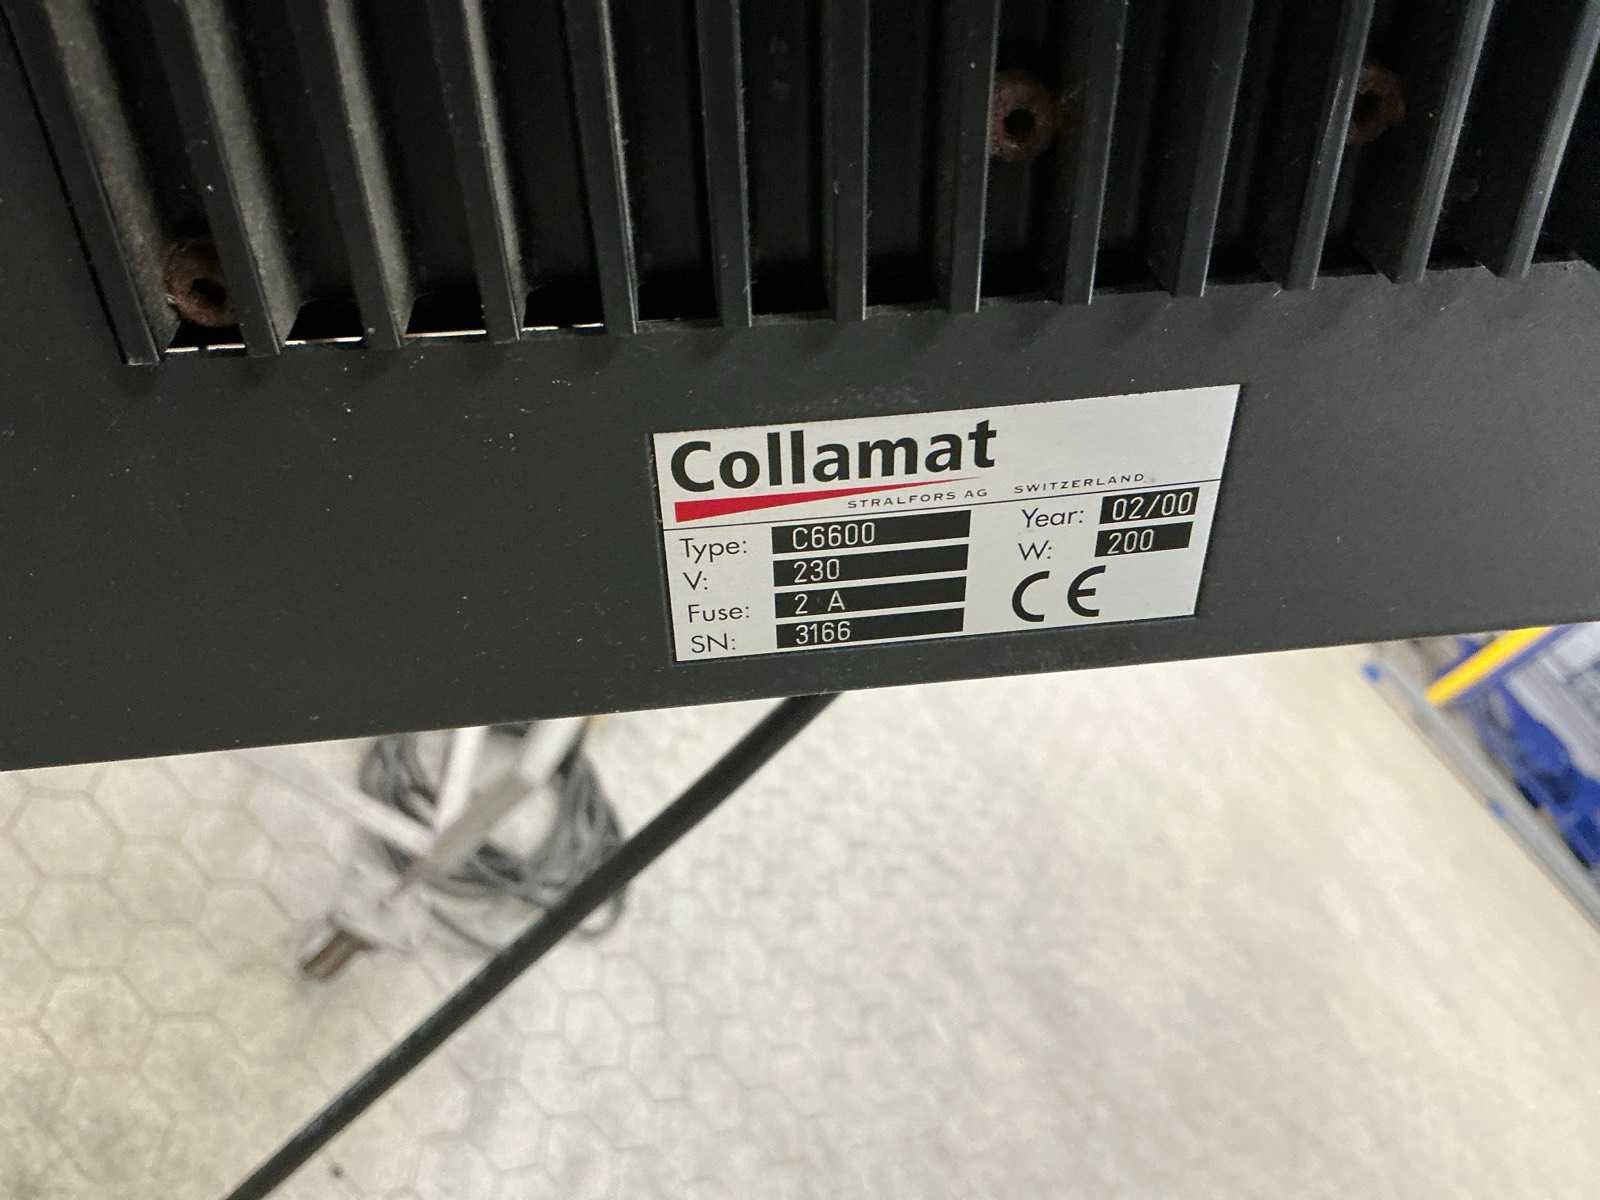 Collamat
STRALFORS AG SWITZERLAND
Type: C6600 Year: 02/00
V: 230 W: 200
Fuse: 2 A CE
SN: 3166